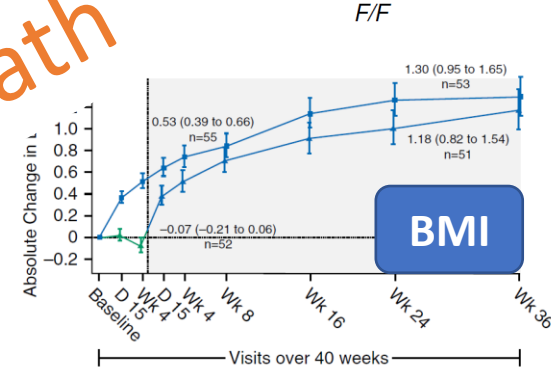 F/F
ath
1.30 (0.95 to 1.65)
n=53
0.53 (0.39 to 0.66)
n=55
1.18 (0.82 to 1.54)
n=51
−0.07 (−0.21 to 0.06)
n=52
BMI
Absolute Change in
1.0
0.8
0.6
0.4
0.2
0
−0.2
Baseline
D 15
Wk 4
D 15
Wk 4
Wk 8
Wk 16
Wk 24
Wk 36
Visits over 40 weeks